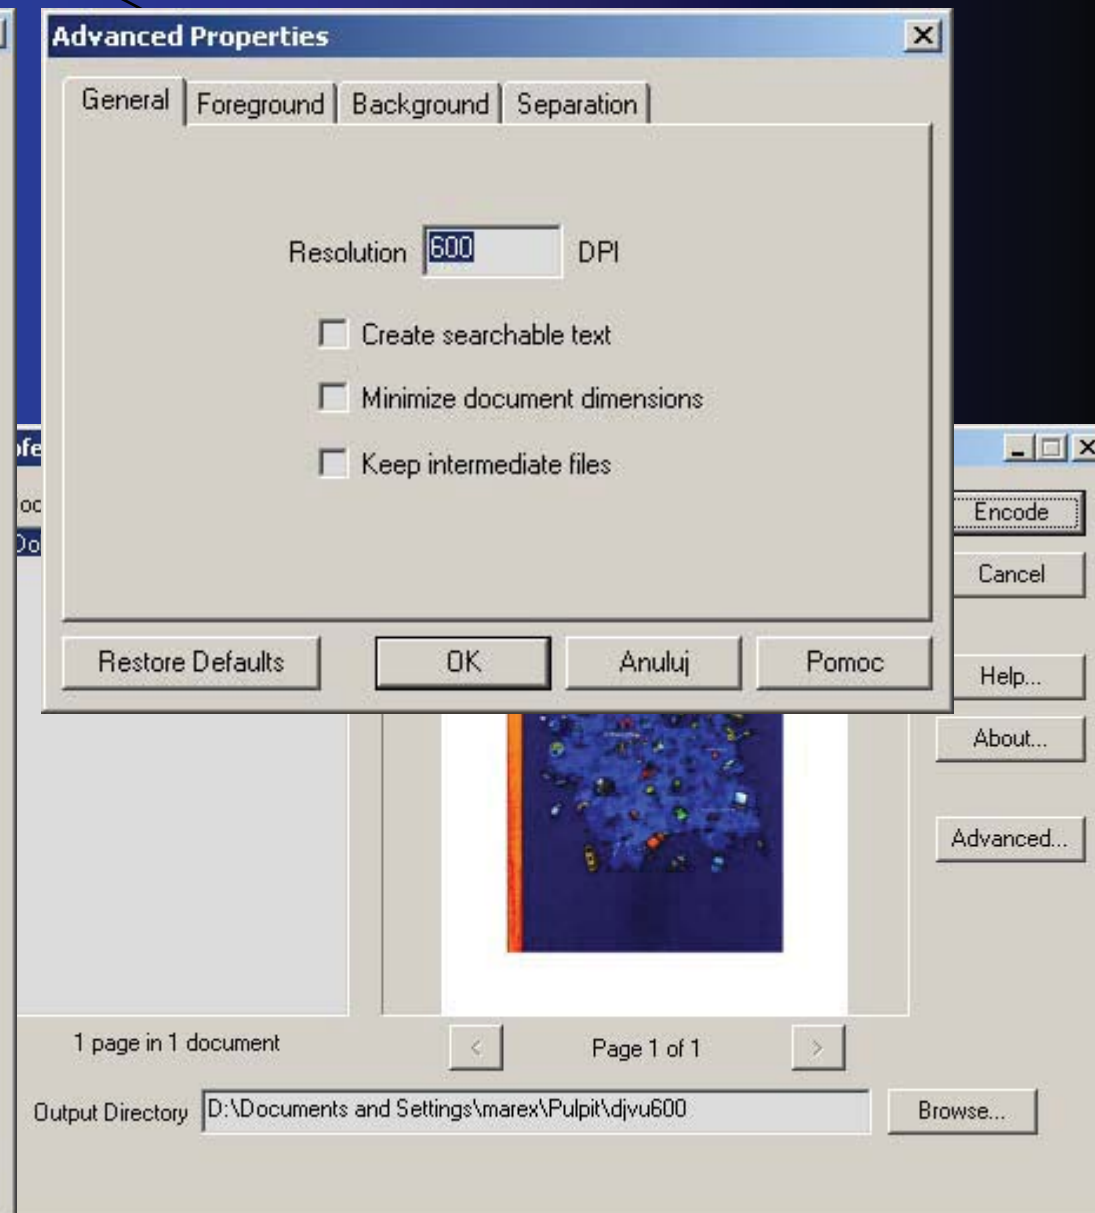 Advanced Properties
General Foreground Background Separation
Resolution 600 DPI
Create searchable text
Minimize document dimensions
Keep intermediate files
Restore Defaults OK Anuluj Pomoc
Encode
Cancel
Help...
About...
Advanced...
1 page in 1 document
< Page 1 of 1 >
Output Directory D:\Documents and Settings\marex\Pulpit\djvu600 Browse...